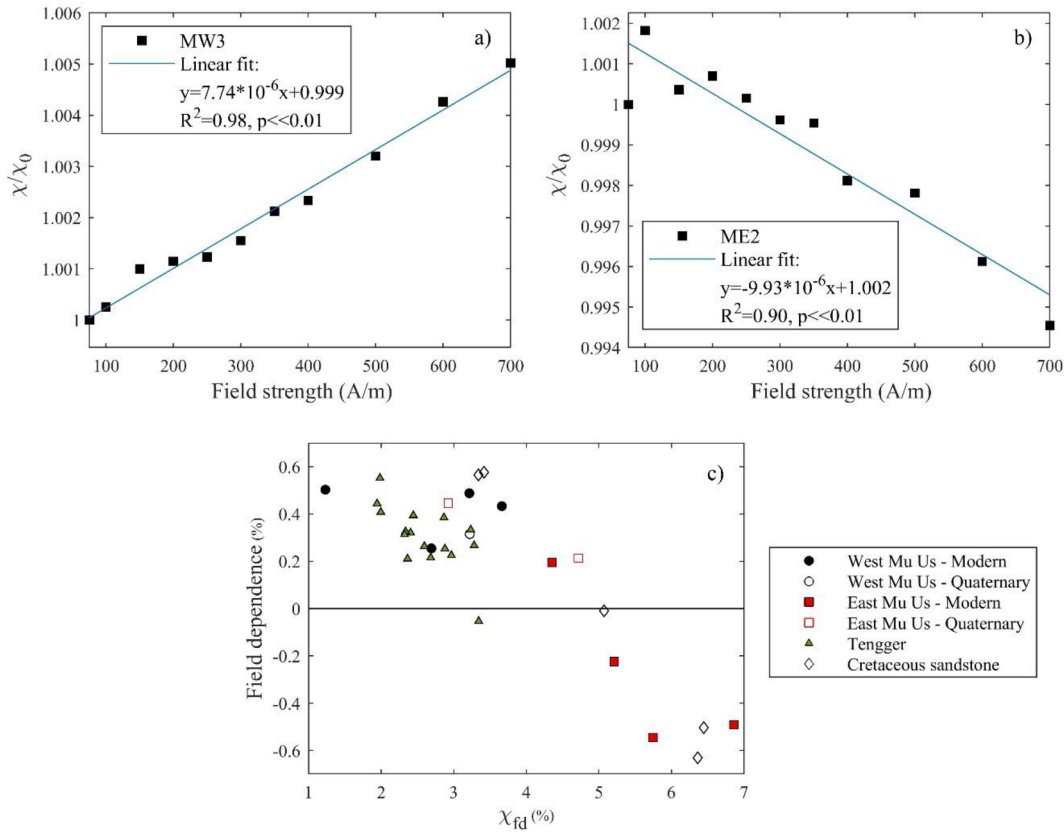 a)
MW3
Linear fit:
y=7.74*10⁻⁶x+0.999
R²=0.98, p<<0.01
1.006
1.005
1.004
1.003
1.002
1.001
1
χ/χ₀
100 200 300 400 500 600 700
Field strength (A/m)
b)
ME2
Linear fit:
y=-9.93*10⁻⁶x+1.002
R²=0.90, p<<0.01
1.002
1.001
1
0.999
0.998
0.997
0.996
0.995
0.994
χ/χ₀
100 200 300 400 500 600 700
Field strength (A/m)
c)
0.6
0.4
0.2
0
-0.2
-0.4
-0.6
Field dependence (%)
1 2 3 4 5 6 7
χfd (%)
West Mu Us - Modern
West Mu Us - Quaternary
East Mu Us - Modern
East Mu Us - Quaternary
Tengger
Cretaceous sandstone